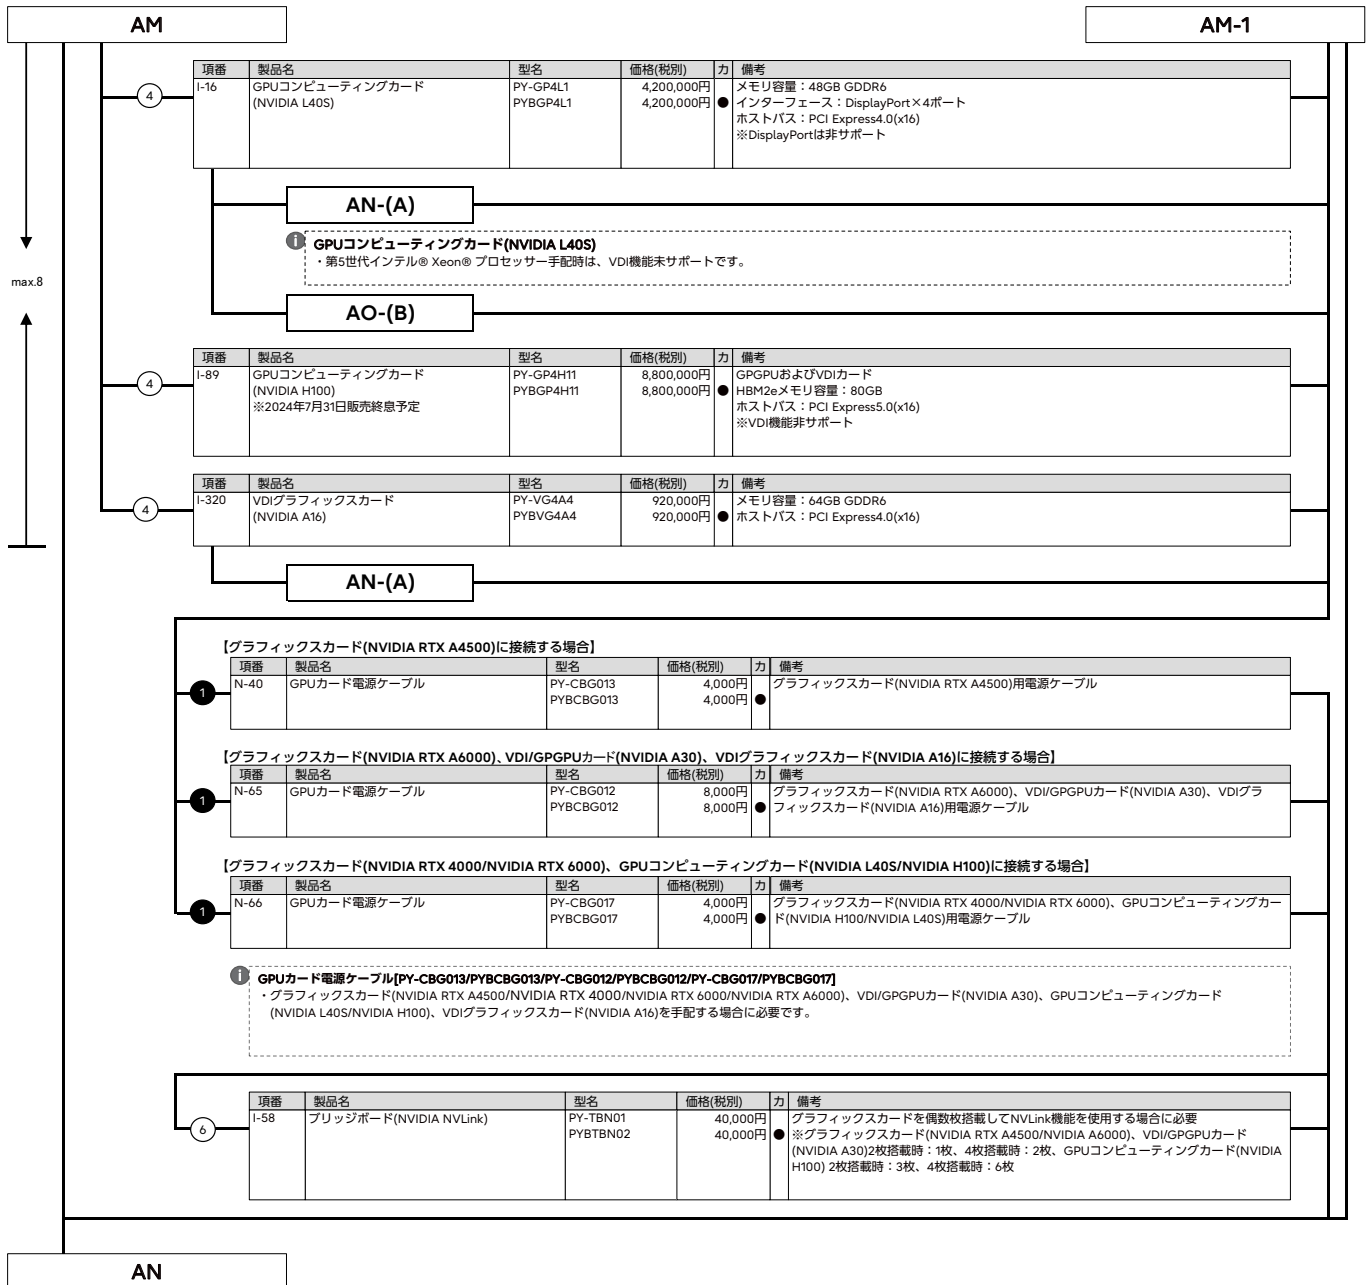 AM
AM-1
項番 製品名 型名 価格(税別) カ 備考
I-16 GPUコンピューティングカード PY-GP4L1 4,200,000円 メモリ容量：48GB GDDR6
(NVIDIA L40S) PYBGP4L1 4,200,000円 ● インターフェース：DisplayPort×4ポート
ホストバス：PCI Express4.0(x16)
※DisplayPortは非サポート
4
AN-(A)
GPUコンピューティングカード(NVIDIA L40S)
・第5世代インテル® Xeon® プロセッサー手配時は、VDI機能未サポートです。
max.8
AO-(B)
項番 製品名 型名 価格(税別) カ 備考
I-89 GPUコンピューティングカード PY-GP4H11 8,800,000円 GPGPUおよびVDIカード
(NVIDIA H100) PYBGP4H11 8,800,000円 ● HBM2eメモリ容量：80GB
※2024年7月31日販売終息予定 ホストバス：PCI Express5.0(x16)
※VDI機能非サポート
4
項番 製品名 型名 価格(税別) カ 備考
I-320 VDIグラフィックスカード PY-VG4A4 920,000円 メモリ容量：64GB GDDR6
(NVIDIA A16) PYBVG4A4 920,000円 ● ホストバス：PCI Express4.0(x16)
4
AN-(A)
【グラフィックスカード(NVIDIA RTX A4500)に接続する場合】
項番 製品名 型名 価格(税別) カ 備考
N-40 GPUカード電源ケーブル PY-CBG013 4,000円 グラフィックスカード(NVIDIA RTX A4500)用電源ケーブル
PYBCBG013 4,000円 ●
1
【グラフィックスカード(NVIDIA RTX A6000)、VDI/GPGPUカード(NVIDIA A30)、VDIグラフィックスカード(NVIDIA A16)に接続する場合】
項番 製品名 型名 価格(税別) カ 備考
N-65 GPUカード電源ケーブル PY-CBG012 8,000円 グラフィックスカード(NVIDIA RTX A6000)、VDI/GPGPUカード(NVIDIA A30)、VDIグラ
PYBCBG012 8,000円 ● フィックスカード(NVIDIA A16)用電源ケーブル
1
【グラフィックスカード(NVIDIA RTX 4000/NVIDIA RTX 6000)、GPUコンピューティングカード(NVIDIA L40S/NVIDIA H100)に接続する場合】
項番 製品名 型名 価格(税別) カ 備考
N-66 GPUカード電源ケーブル PY-CBG017 4,000円 グラフィックスカード(NVIDIA RTX 4000/NVIDIA RTX 6000)、GPUコンピューティングカー
PYBCBG017 4,000円 ● ド(NVIDIA H100/NVIDIA L40S)用電源ケーブル
1
GPUカード電源ケーブル[PY-CBG013/PYBCBG013/PY-CBG012/PYBCBG012/PY-CBG017/PYBCBG017]
・グラフィックスカード(NVIDIA RTX A4500/NVIDIA RTX 4000/NVIDIA RTX 6000/NVIDIA RTX A6000)、VDI/GPGPUカード(NVIDIA A30)、GPUコンピューティングカード
(NVIDIA L40S/NVIDIA H100)、VDIグラフィックスカード(NVIDIA A16)を手配する場合に必要です。
項番 製品名 型名 価格(税別) カ 備考
I-58 ブリッジボード(NVIDIA NVLink) PY-TBN01 40,000円 グラフィックスカードを偶数枚搭載してNVLink機能を使用する場合に必要
PYBTBN02 40,000円 ● ※グラフィックスカード(NVIDIA RTX A4500/NVIDIA A6000)、VDI/GPGPUカード
(NVIDIA A30)2枚搭載時：1枚、4枚搭載時：2枚、GPUコンピューティングカード(NVIDIA
H100) 2枚搭載時：3枚、4枚搭載時：6枚
6
AN